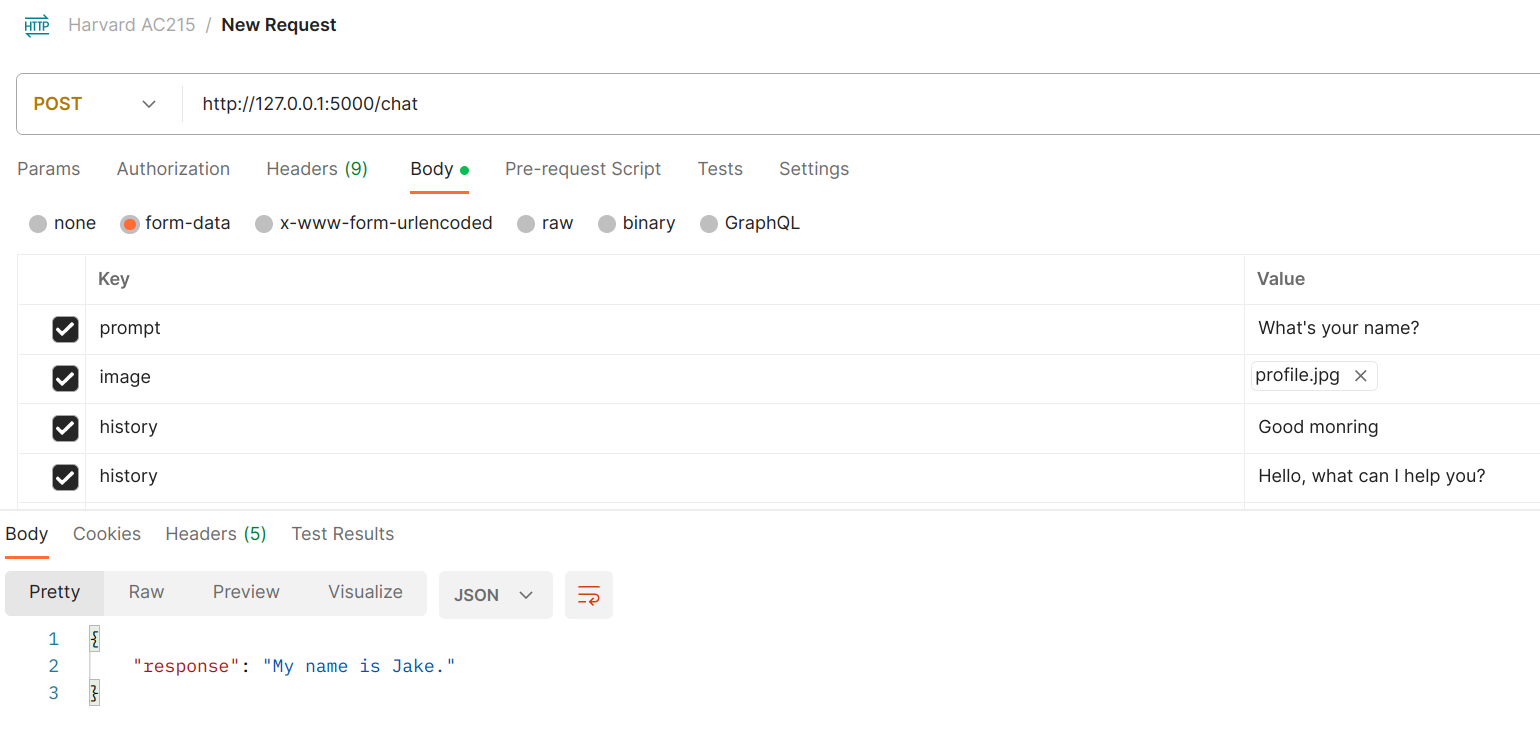 HTTP Harvard AC215 / New Request
POST http://127.0.0.1:5000/chat
Params Authorization Headers (9) Body Pre-request Script Tests Settings
none form-data x-www-form-urlencoded raw binary GraphQL
Key Value
prompt What's your name?
image profile.jpg
history Good monring
history Hello, what can I help you?
Body Cookies Headers (5) Test Results
Pretty Raw Preview Visualize JSON
1 {
2 "response": "My name is Jake."
3 }